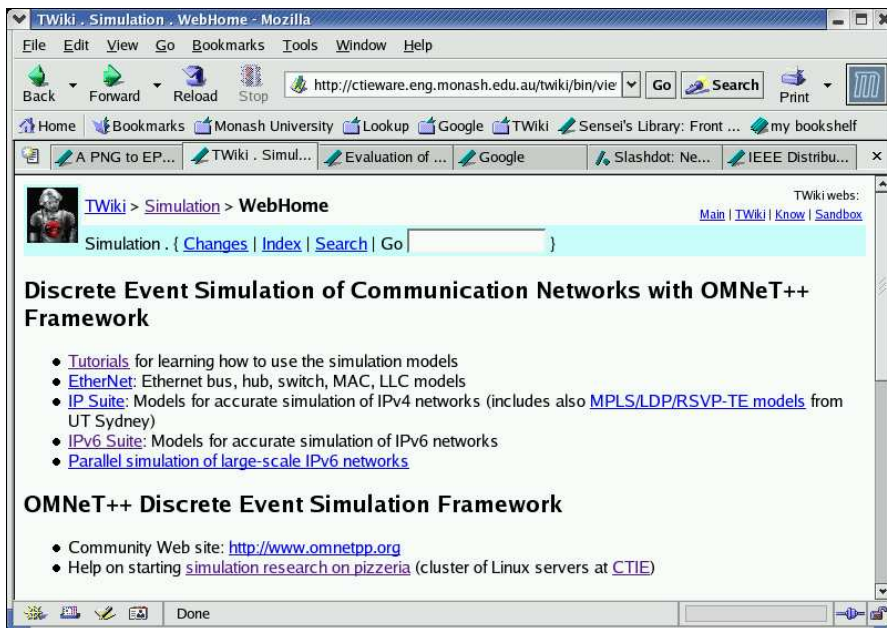 TWiki . Simulation . WebHome - Mozilla
File Edit View Go Bookmarks Tools Window Help
Back Forward Reload Stop http://ctieware.eng.monash.edu.au/twiki/bin/vie Go Search Print
Home Bookmarks Monash University Lookup Google TWiki Sensei's Library: Front ... my bookshelf
A PNG to EP... TWiki . Simul... Evaluation of ... Google Slashdot: Ne... IEEE Distribu...
TWiki > Simulation > WebHome
TWiki webs:
Main | TWiki | Know | Sandbox
Simulation . { Changes | Index | Search | Go }
Discrete Event Simulation of Communication Networks with OMNeT++
Framework
Tutorials for learning how to use the simulation models
EtherNet: Ethernet bus, hub, switch, MAC, LLC models
IP Suite: Models for accurate simulation of IPv4 networks (includes also MPLS/LDP/RSVP-TE models from
UT Sydney)
IPv6 Suite: Models for accurate simulation of IPv6 networks
Parallel simulation of large-scale IPv6 networks
OMNeT++ Discrete Event Simulation Framework
Community Web site: http://www.omnetpp.org
Help on starting simulation research on pizzeria (cluster of Linux servers at CTIE)
Done